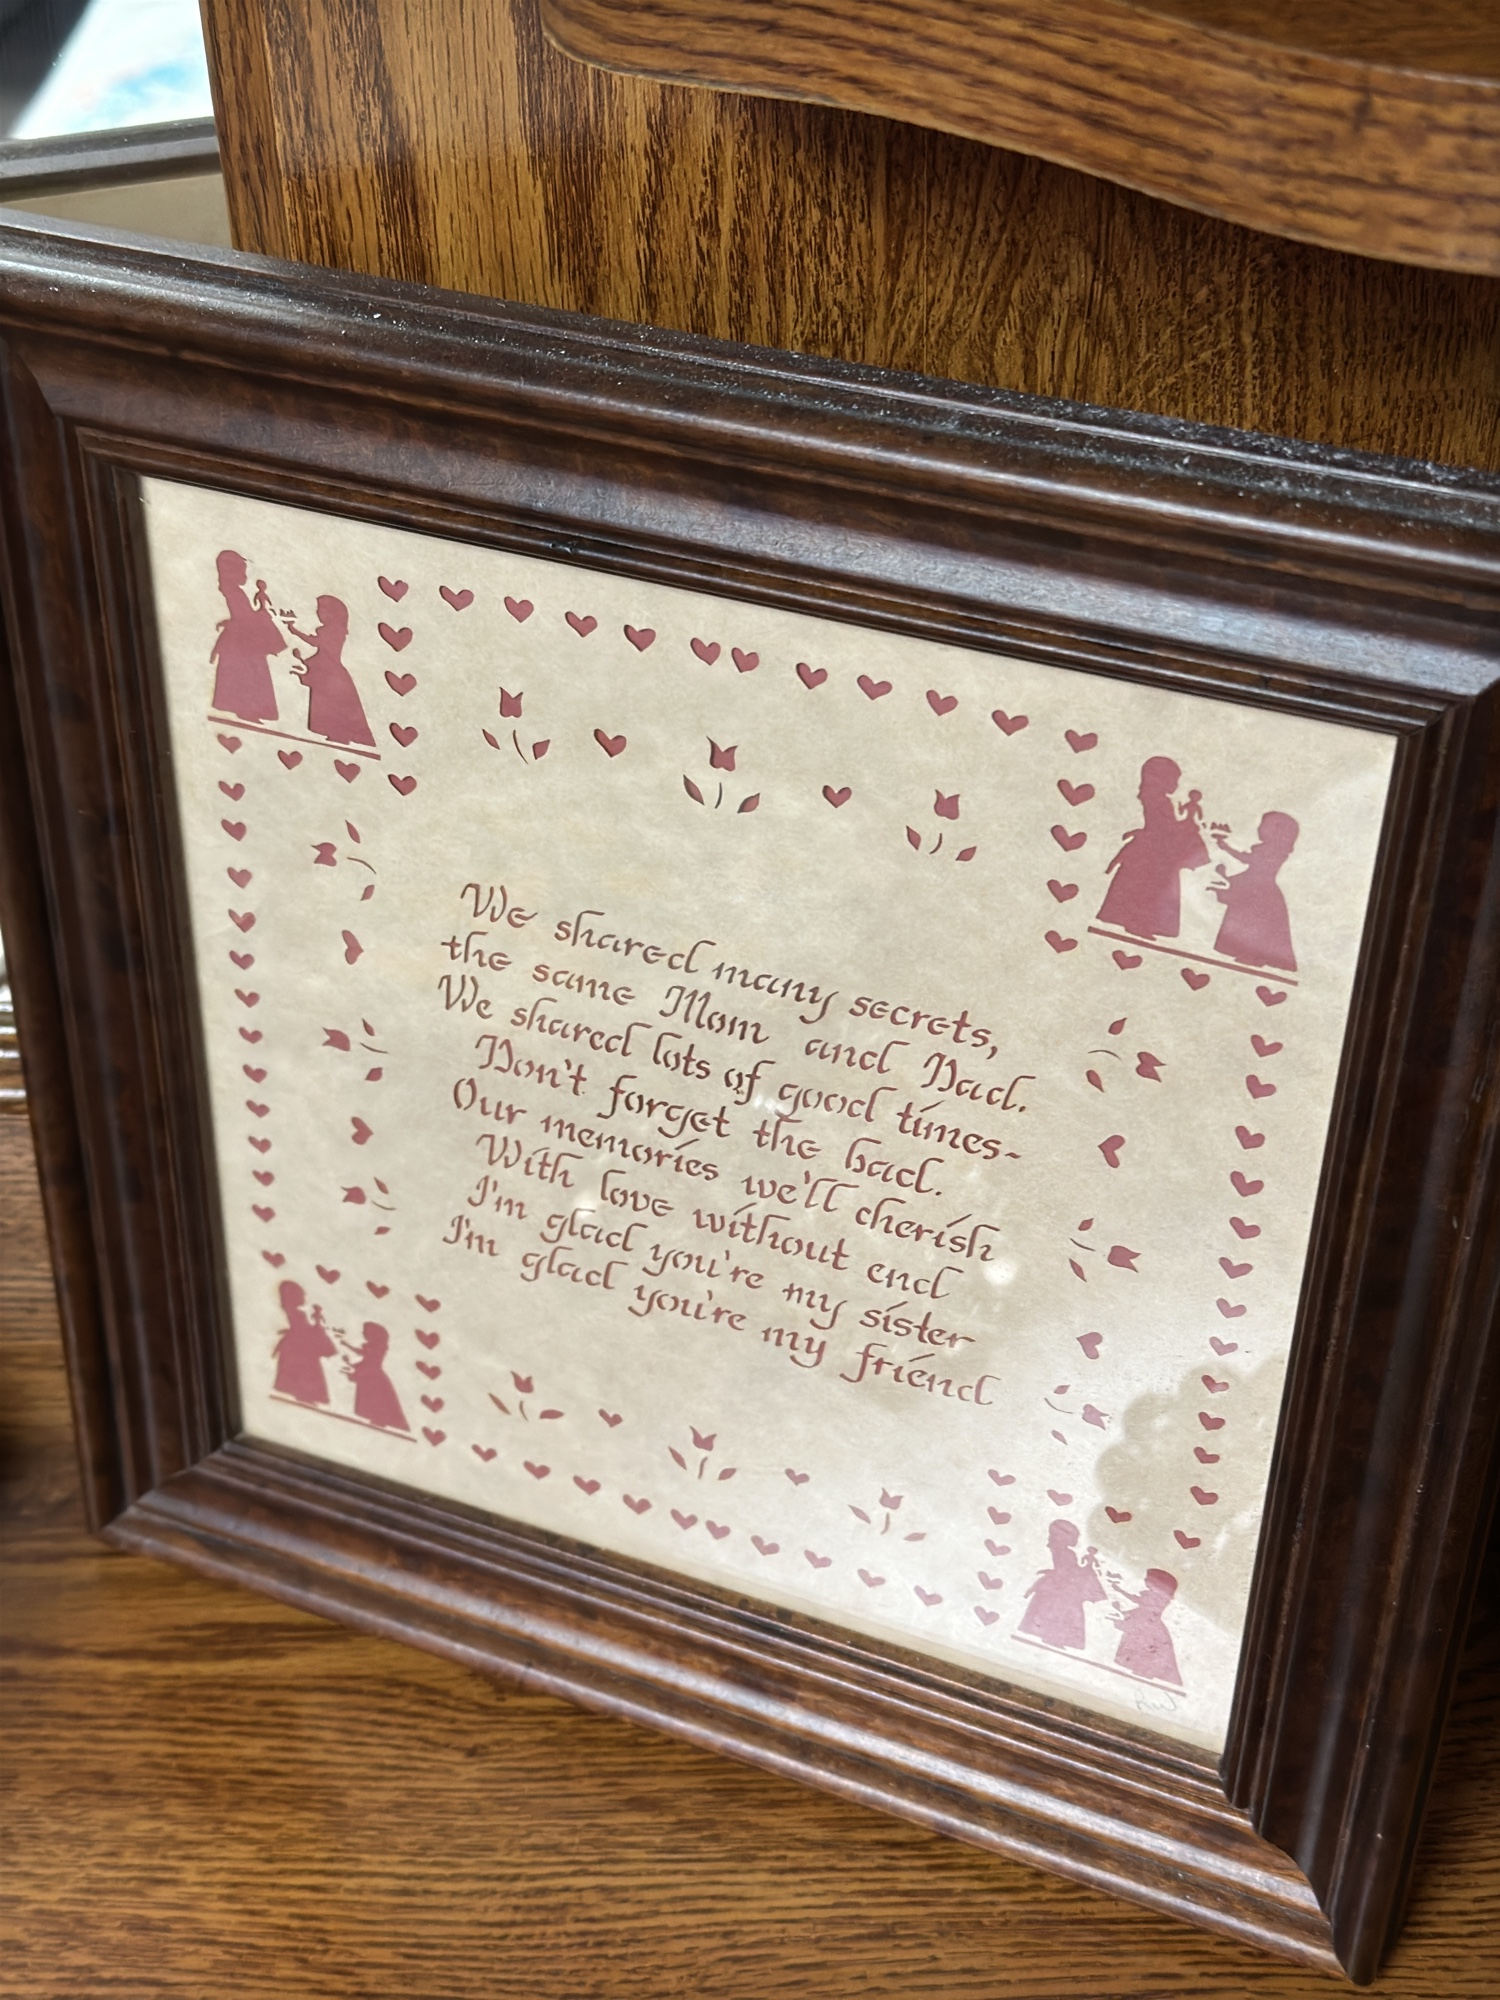 We shared many secrets,
the same Mom and Dad.
We shared lots of good times-
Don't forget the bad.
Our memories we'll cherish
With love without end
I'm glad you're my sister
I'm glad you're my friend
RW